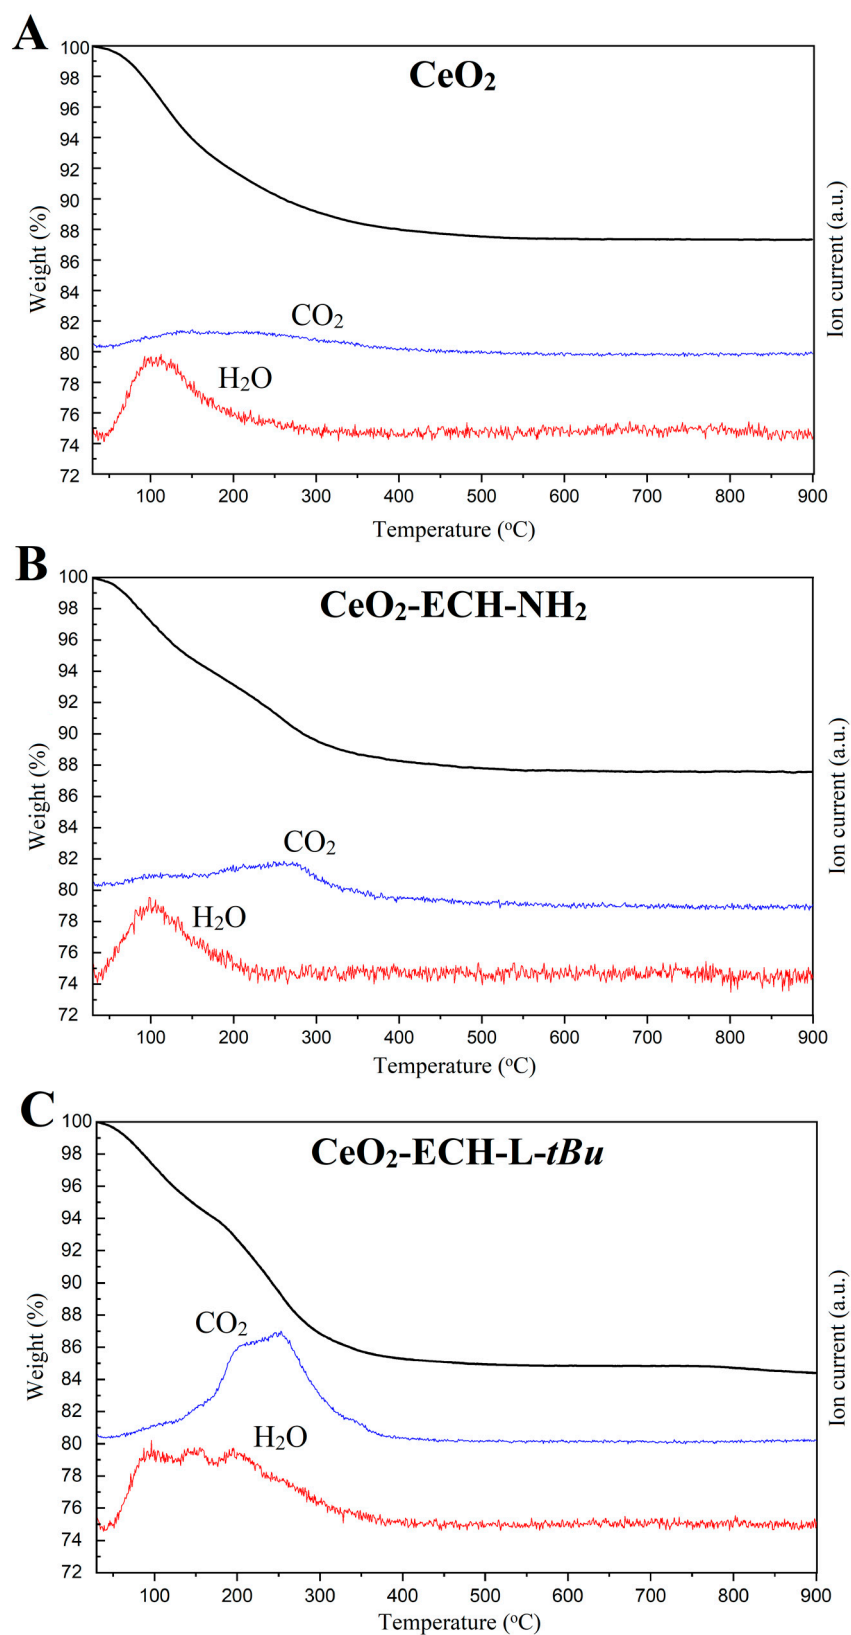 A
CeO₂
100
98
96
94
92
90
88
86
84
82
80
78
76
74
72
Weight (%)
Ion current (a.u.)
CO₂
H₂O
100 200 300 400 500 600 700 800 900
Temperature (°C)
B
CeO₂-ECH-NH₂
100
98
96
94
92
90
88
86
84
82
80
78
76
74
72
Weight (%)
Ion current (a.u.)
CO₂
H₂O
100 200 300 400 500 600 700 800 900
Temperature (°C)
C
CeO₂-ECH-L-tBu
100
98
96
94
92
90
88
86
84
82
80
78
76
74
72
Weight (%)
Ion current (a.u.)
CO₂
H₂O
100 200 300 400 500 600 700 800 900
Temperature (°C)